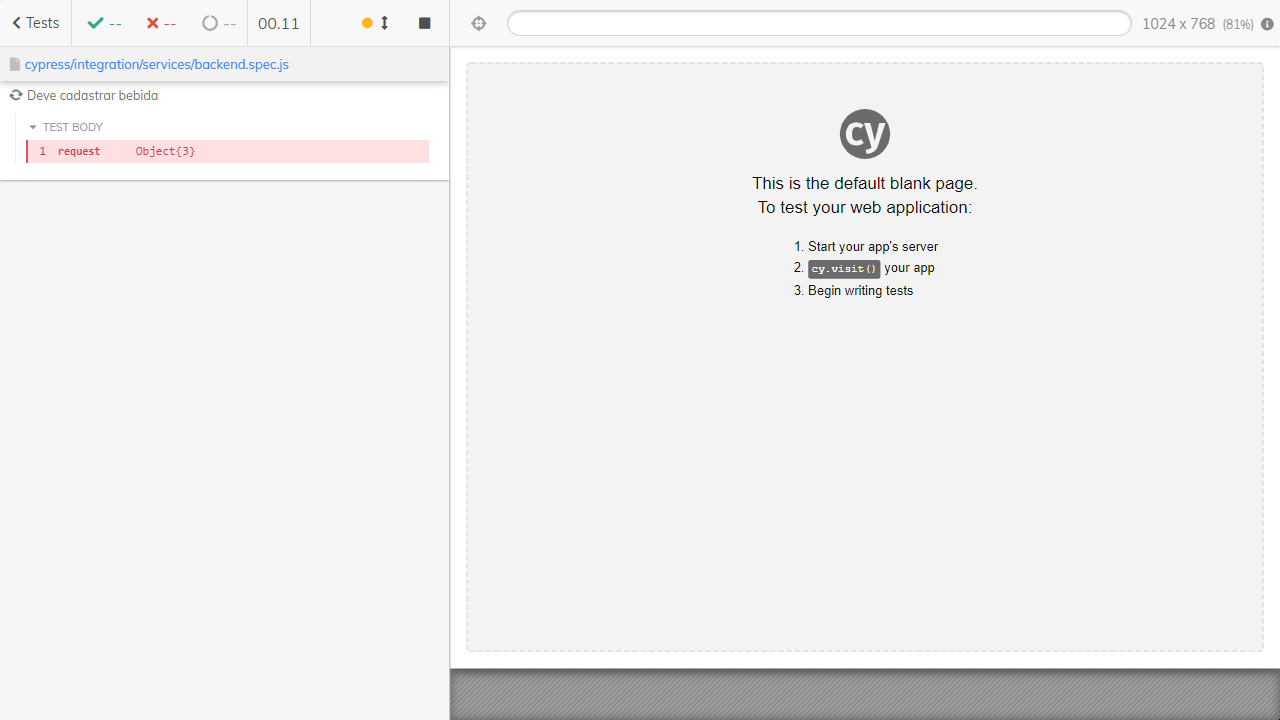 Tests -- -- -- 00.11
1024 x 768 (81%)
cypress/integration/services/backend.spec.js
Deve cadastrar bebida
TEST BODY
1 request Object{3}
cy
This is the default blank page.
To test your web application:
1. Start your app's server
2. cy.visit() your app
3. Begin writing tests